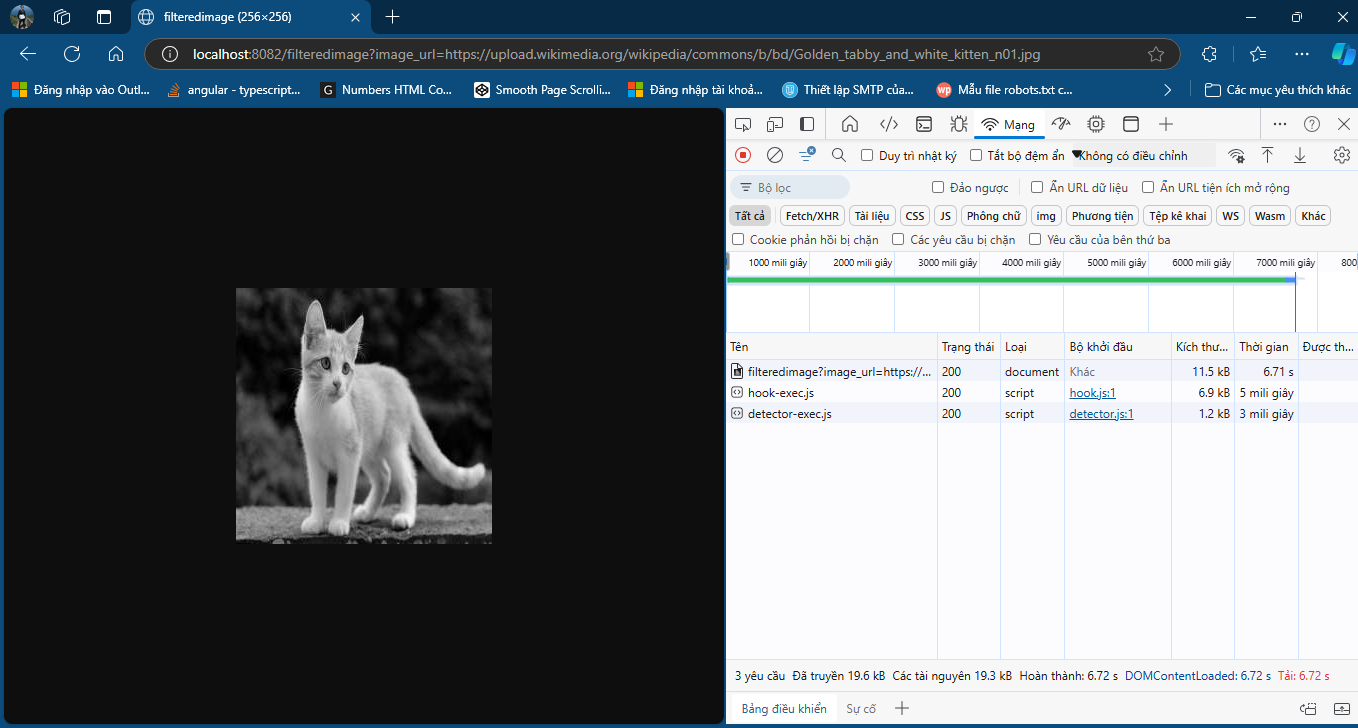 filteredimage (256×256)
localhost:8082/filteredimage?image_url=https://upload.wikimedia.org/wikipedia/commons/b/bd/Golden_tabby_and_white_kitten_n01.jpg
Đăng nhập vào Outl... angular - typescript... Numbers HTML Co... Smooth Page Scrolli... Đăng nhập tài khoả... Thiết lập SMTP của... Mẫu file robots.txt c... Các mục yêu thích khác
Mạng
Duy trì nhật ký Tắt bộ đệm ẩn Không có điều chỉnh
Bộ lọc Đảo ngược Ẩn URL dữ liệu Ẩn URL tiện ích mở rộng
Tất cả Fetch/XHR Tài liệu CSS JS Phông chữ img Phương tiện Tệp kê khai WS Wasm Khác
Cookie phản hồi bị chặn Các yêu cầu bị chặn Yêu cầu của bên thứ ba
1000 mili giây 2000 mili giây 3000 mili giây 4000 mili giây 5000 mili giây 6000 mili giây 7000 mili giây 800
Tên Trạng thái Loại Bộ khởi đầu Kích thư... Thời gian Được th...
filteredimage?image_url=https://... 200 document Khác 11.5 kB 6.71 s
hook-exec.js 200 script hook.js:1 6.9 kB 5 mili giây
detector-exec.js 200 script detector.js:1 1.2 kB 3 mili giây
3 yêu cầu Đã truyền 19.6 kB Các tài nguyên 19.3 kB Hoàn thành: 6.72 s DOMContentLoaded: 6.72 s Tải: 6.72 s
Bảng điều khiển Sự cố